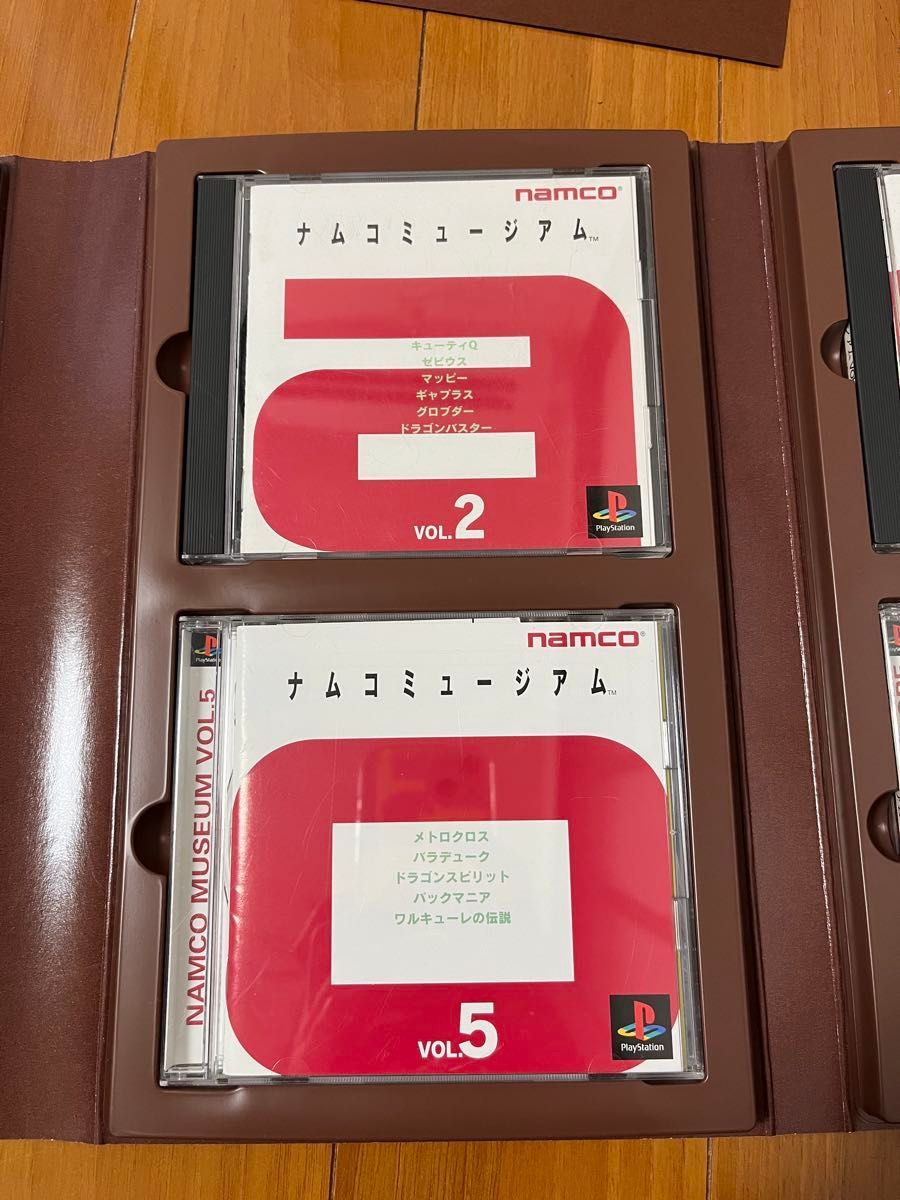 namco®
ナムコミュージアム™
キューティQ
ゼビウス
マッピー
ギャプラス
グロブダー
ドラゴンバスター
VOL.2
PlayStation
PlayStation
NAMCO MUSEUM VOL.5
namco®
ナムコミュージアム™
メトロクロス
バラデューク
ドラゴンスピリット
パックマニア
ワルキューレの伝説
VOL.5
PlayStation